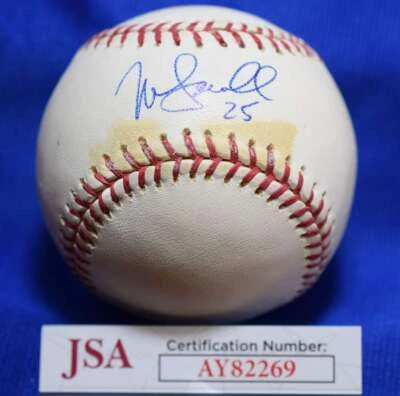 25
JSA
Certification Number:
AY82269